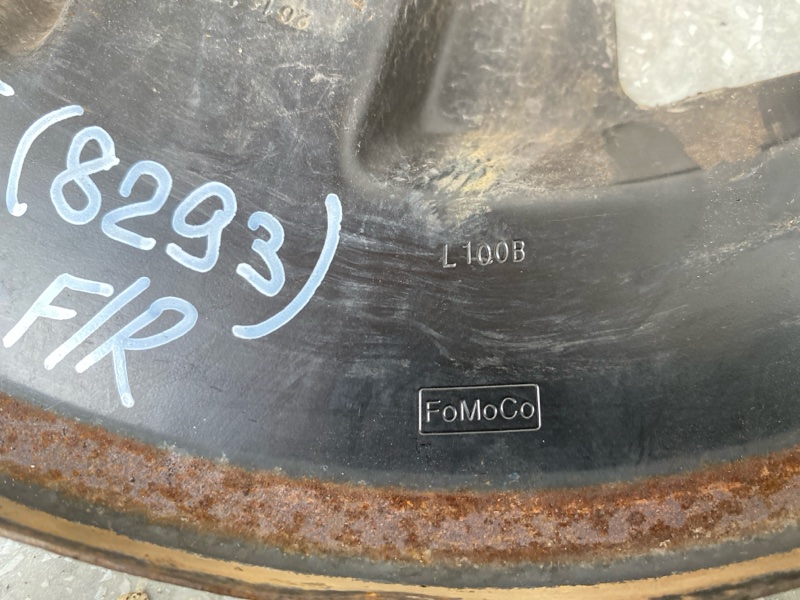 (8293)
F/R
L100B
FoMoCo